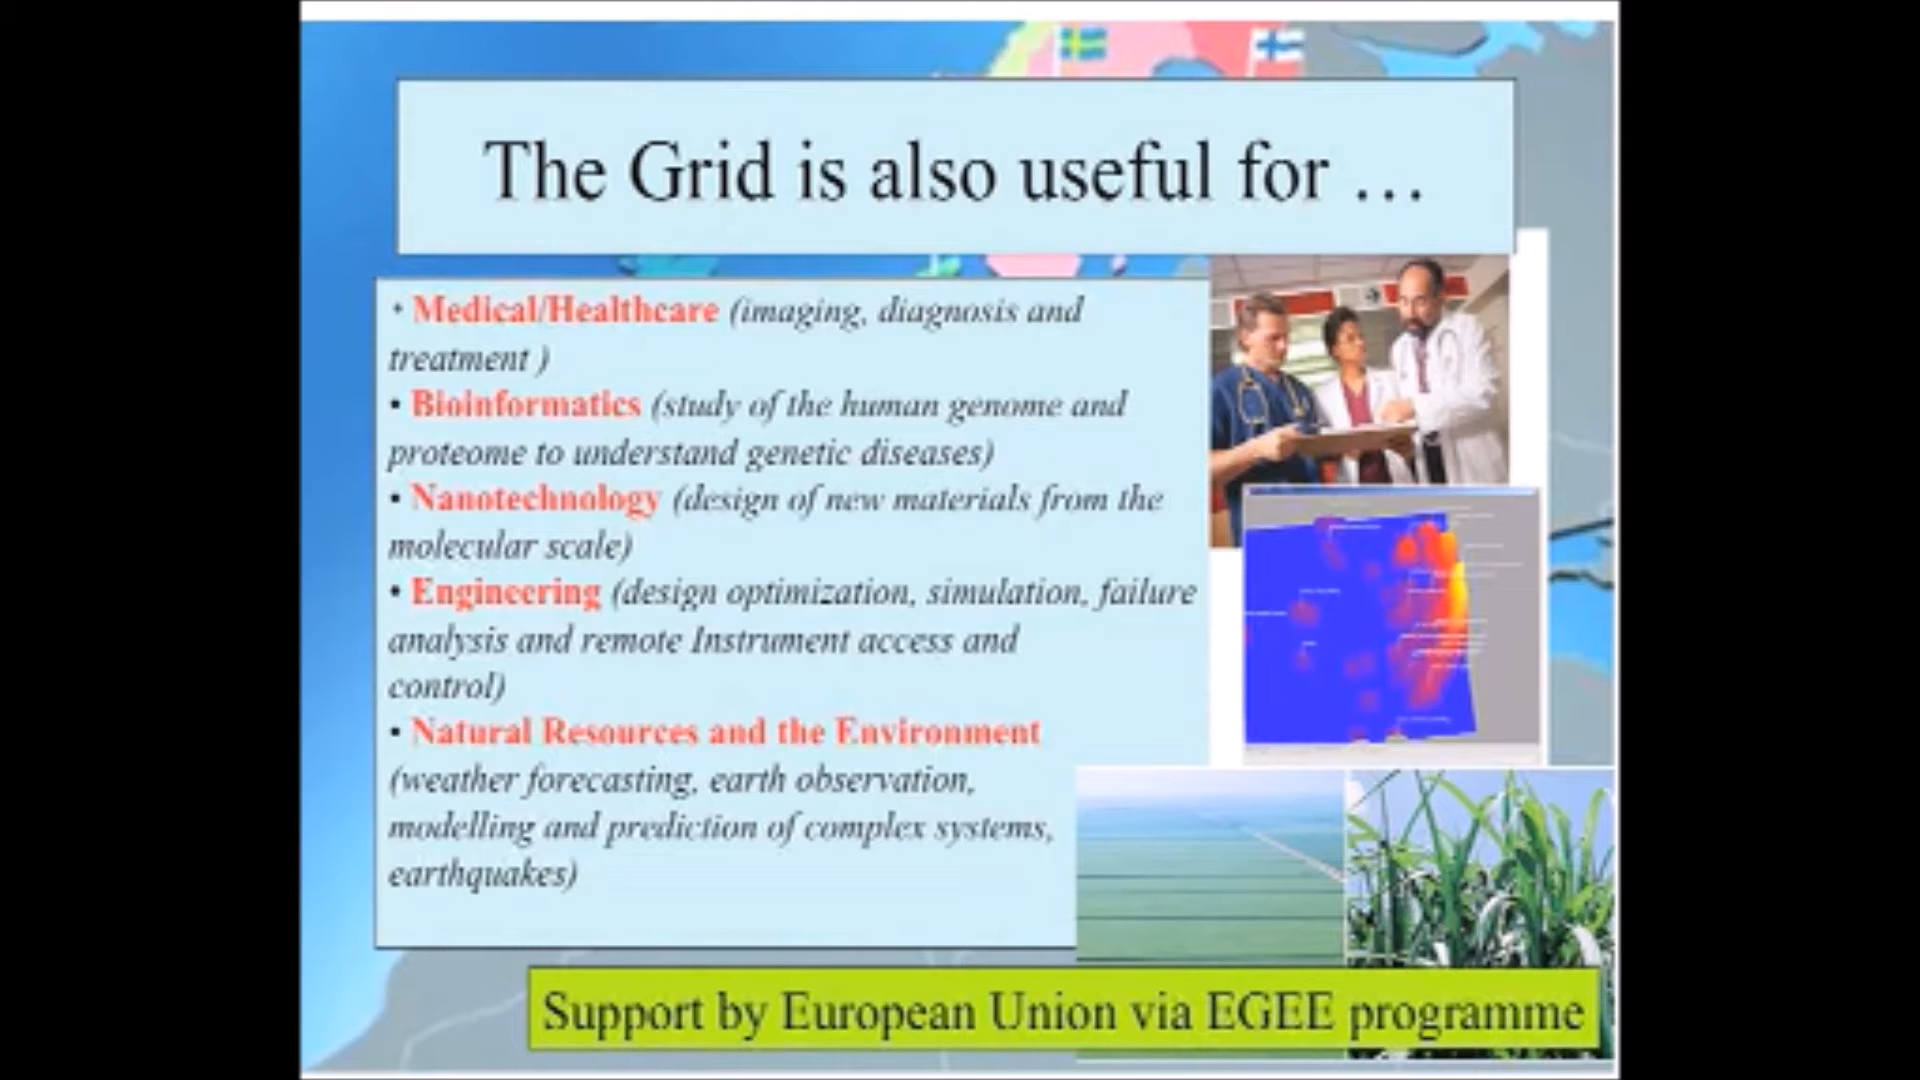 The Grid is also useful for …
• Medical/Healthcare (imaging, diagnosis and
treatment )
• Bioinformatics (study of the human genome and
proteome to understand genetic diseases)
• Nanotechnology (design of new materials from the
molecular scale)
• Engineering (design optimization, simulation, failure
analysis and remote Instrument access and
control)
• Natural Resources and the Environment
(weather forecasting, earth observation,
modelling and prediction of complex systems,
earthquakes)
Support by European Union via EGEE programme